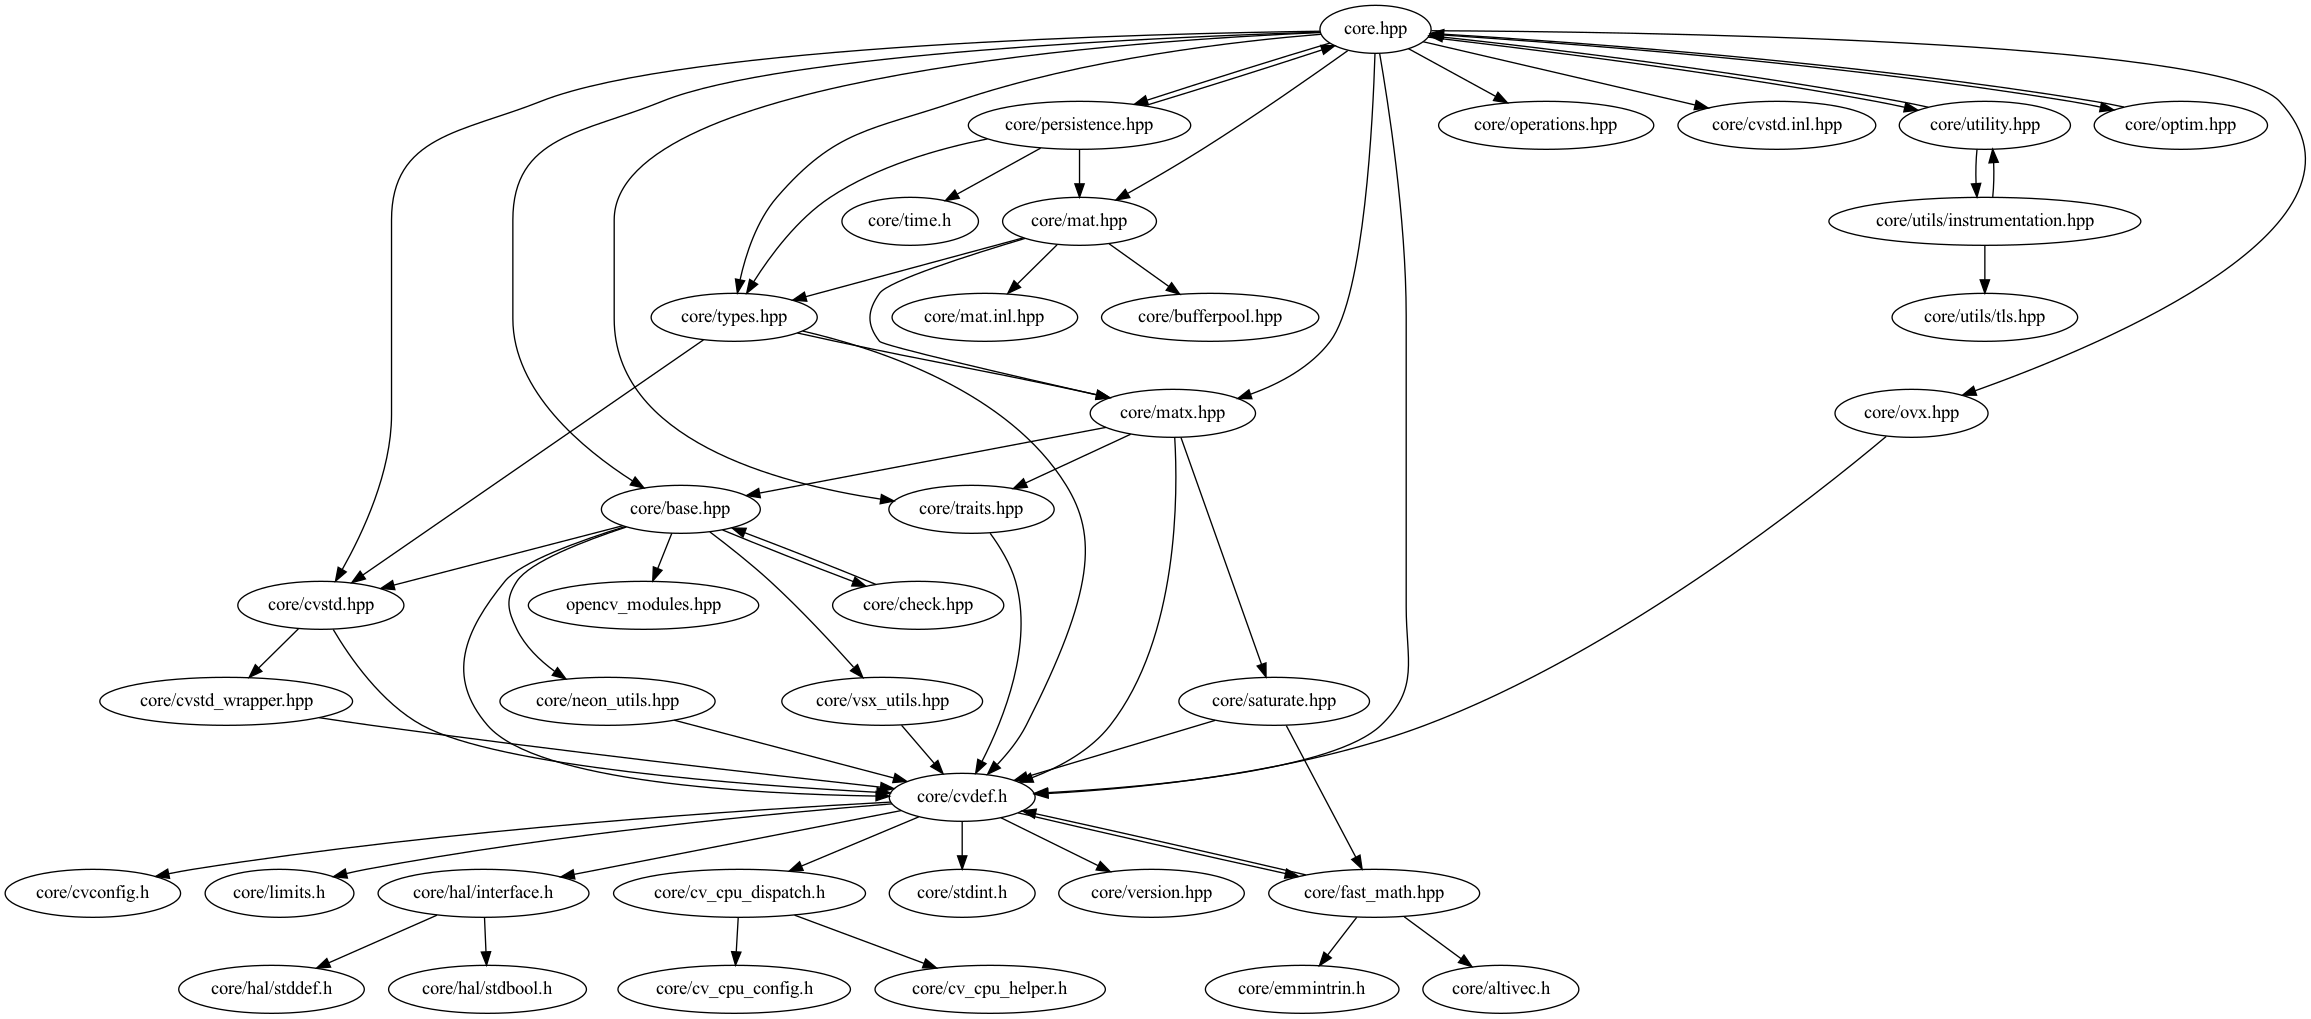 core.hpp
core/persistence.hpp
core/operations.hpp
core/cvstd.inl.hpp
core/utility.hpp
core/optim.hpp
core/time.h
core/mat.hpp
core/utils/instrumentation.hpp
core/types.hpp
core/mat.inl.hpp
core/bufferpool.hpp
core/utils/tls.hpp
core/matx.hpp
core/ovx.hpp
core/base.hpp
core/traits.hpp
core/cvstd.hpp
opencv_modules.hpp
core/check.hpp
core/cvstd_wrapper.hpp
core/neon_utils.hpp
core/vsx_utils.hpp
core/saturate.hpp
core/cvdef.h
core/cvconfig.h
core/limits.h
core/hal/interface.h
core/cv_cpu_dispatch.h
core/stdint.h
core/version.hpp
core/fast_math.hpp
core/hal/stddef.h
core/hal/stdbool.h
core/cv_cpu_config.h
core/cv_cpu_helper.h
core/emmintrin.h
core/altivec.h